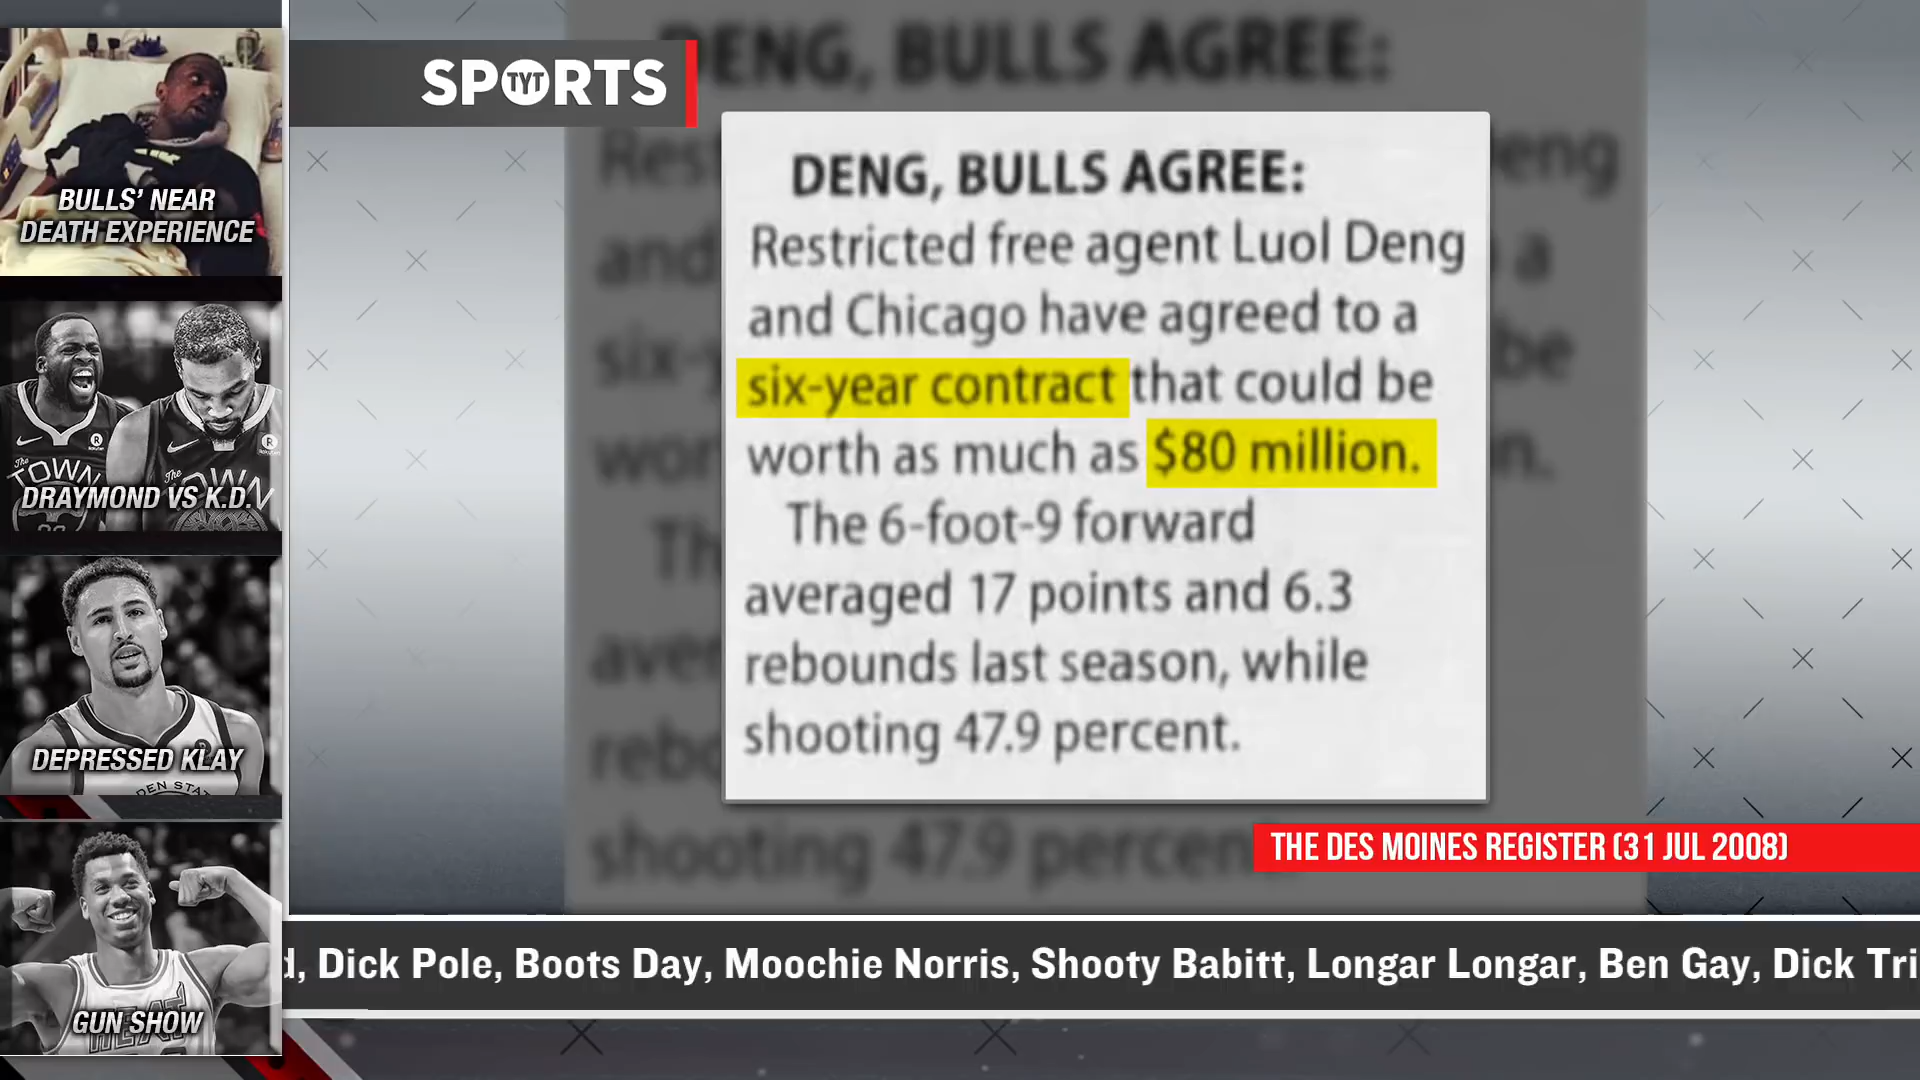 SPORTS
TYT
BULLS' NEAR
DEATH EXPERIENCE
DRAYMOND VS K.D.
DEPRESSED KLAY
GUN SHOW
DENG, BULLS AGREE:
Restricted free agent Luol Deng
and Chicago have agreed to a
six-year contract that could be
worth as much as $80 million.
The 6-foot-9 forward
averaged 17 points and 6.3
rebounds last season, while
shooting 47.9 percent.
THE DES MOINES REGISTER (31 JUL 2008)
d, Dick Pole, Boots Day, Moochie Norris, Shooty Babitt, Longar Longar, Ben Gay, Dick Tri